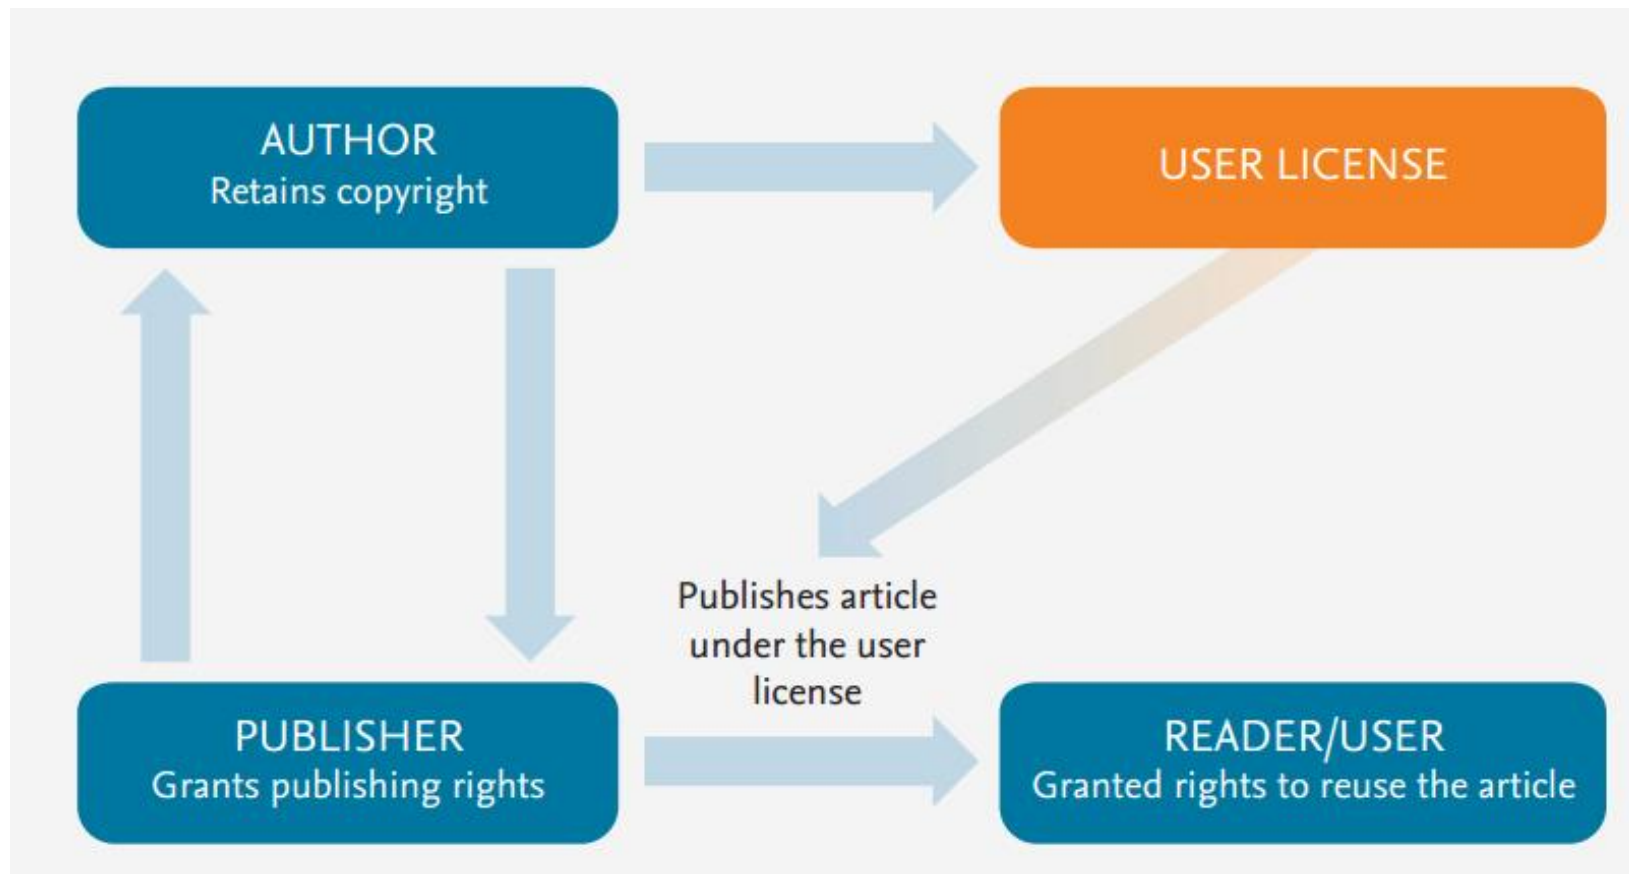 AUTHOR
Retains copyright
USER LICENSE
Publishes article
under the user
license
PUBLISHER
Grants publishing rights
READER/USER
Granted rights to reuse the article